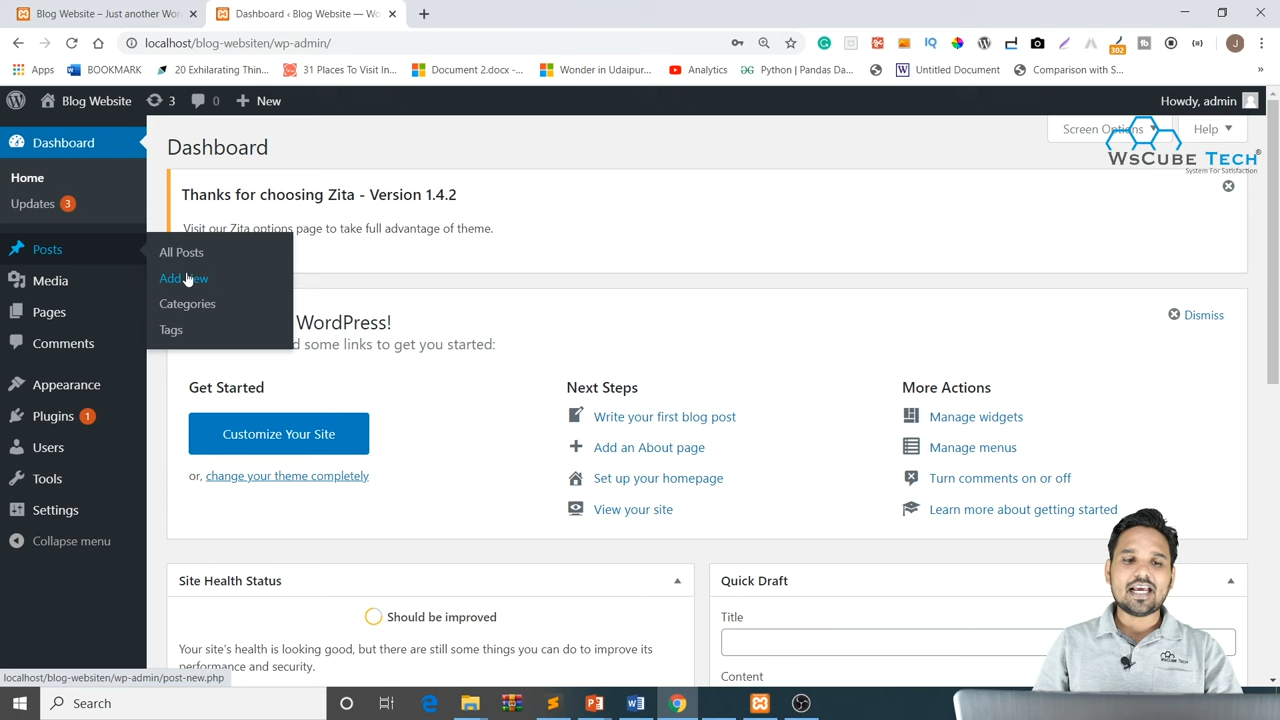 Blog Website – Just another Wor
Dashboard ‹ Blog Website — Wo
localhost/blog-websiten/wp-admin/
302
J
Apps
BOOKMARK
20 Exhilarating Thin...
31 Places To Visit In...
Document 2.docx -...
Wonder in Udaipur...
Analytics
Python | Pandas Da...
Untitled Document
Comparison with S...
»
Blog Website
3
0
New
Howdy, admin
Dashboard
Home
Updates 3
Posts
Media
Pages
Comments
Appearance
Plugins 1
Users
Tools
Settings
Collapse menu
All Posts
Add New
Categories
Tags
Dashboard
Screen Options
Help
WsCube Tech®
System For Satisfaction
Thanks for choosing Zita - Version 1.4.2
Visit our Zita options page to take full advantage of theme.
WordPress!
d some links to get you started:
Dismiss
Get Started
Customize Your Site
or, change your theme completely
Next Steps
Write your first blog post
Add an About page
Set up your homepage
View your site
More Actions
Manage widgets
Manage menus
Turn comments on or off
Learn more about getting started
Site Health Status
Should be improved
Your site's health is looking good, but there are still some things you can do to improve its
performance and security.
Quick Draft
Title
Content
WsCube Tech
localhost/blog-websiten/wp-admin/post-new.php
Search